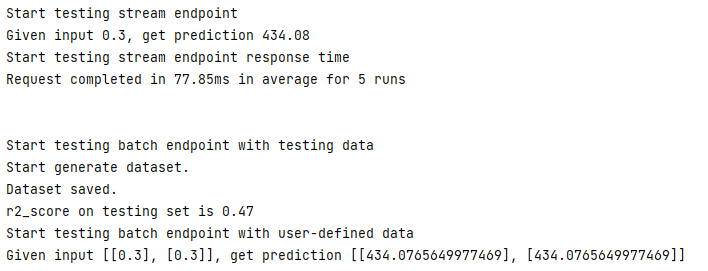 Start testing stream endpoint
Given input 0.3, get prediction 434.08
Start testing stream endpoint response time
Request completed in 77.85ms in average for 5 runs
Start testing batch endpoint with testing data
Start generate dataset.
Dataset saved.
r2_score on testing set is 0.47
Start testing batch endpoint with user-defined data
Given input [[0.3], [0.3]], get prediction [[434.0765649977469], [434.0765649977469]]